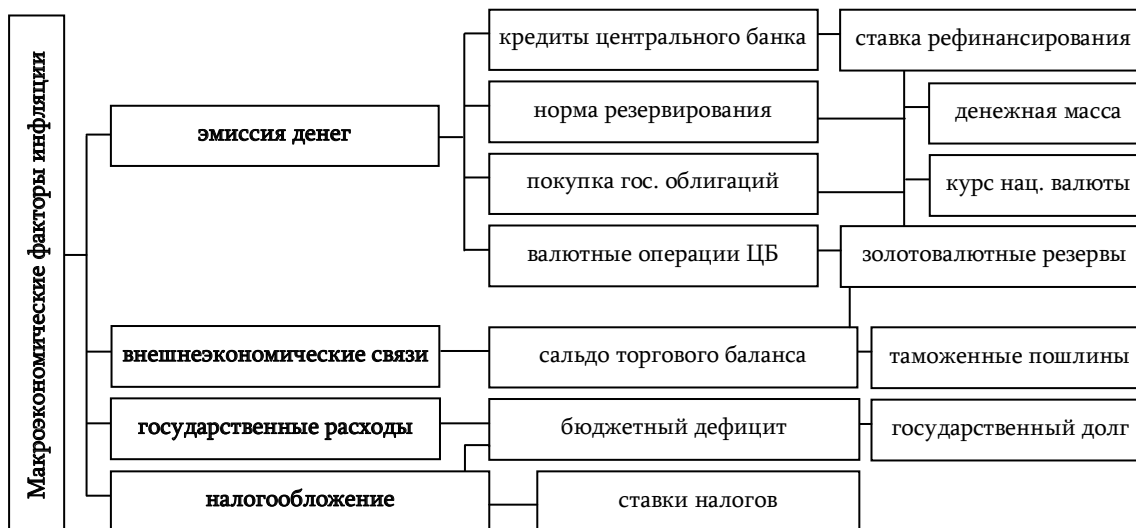 Макроэкономические факторы инфляции
эмиссия денег
кредиты центрального банка
ставка рефинансирования
норма резервирования
денежная масса
покупка гос. облигаций
курс нац. валюты
валютные операции ЦБ
золотовалютные резервы
внешнеэкономические связи
сальдо торгового баланса
таможенные пошлины
государственные расходы
бюджетный дефицит
государственный долг
налогообложение
ставки налогов